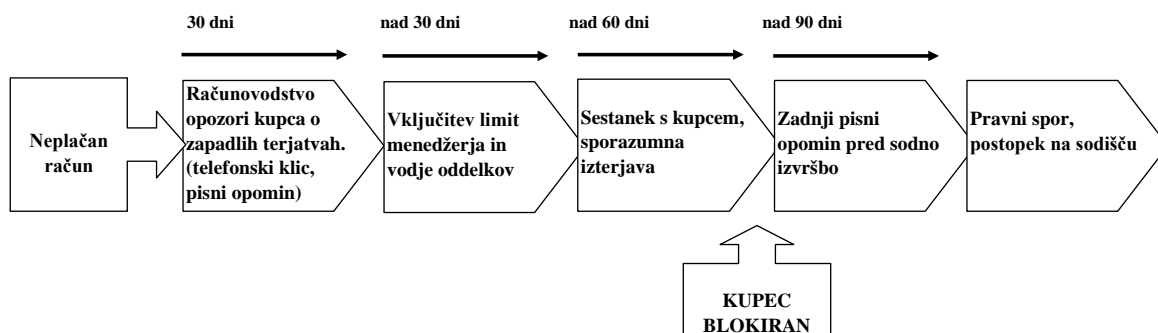 30 dni
nad 30 dni
nad 60 dni
nad 90 dni
Neplačan
račun
Računovodstvo
opozori kupca o
zapadlih terjatvah.
(telefonski klic,
pisni opomin)
Vključitev limit
menedžerja in
vodje oddelkov
Sestanek s kupcem,
sporazumna
izterjava
Zadnji pisni
opomin pred sodno
izvršbo
Pravni spor,
postopek na sodišču
KUPEC
BLOKIRAN